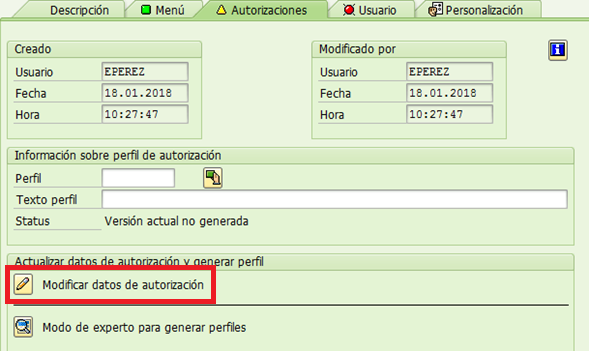 Descripción Menú Autorizaciones Usuario Personalización
Creado
Usuario EPEREZ
Fecha 18.01.2018
Hora 10:27:47
Modificado por
Usuario EPEREZ
Fecha 18.01.2018
Hora 10:27:47
Información sobre perfil de autorización
Perfil
Texto perfil
Status Versión actual no generada
Actualizar datos de autorización y generar perfil
Modificar datos de autorización
Modo de experto para generar perfiles